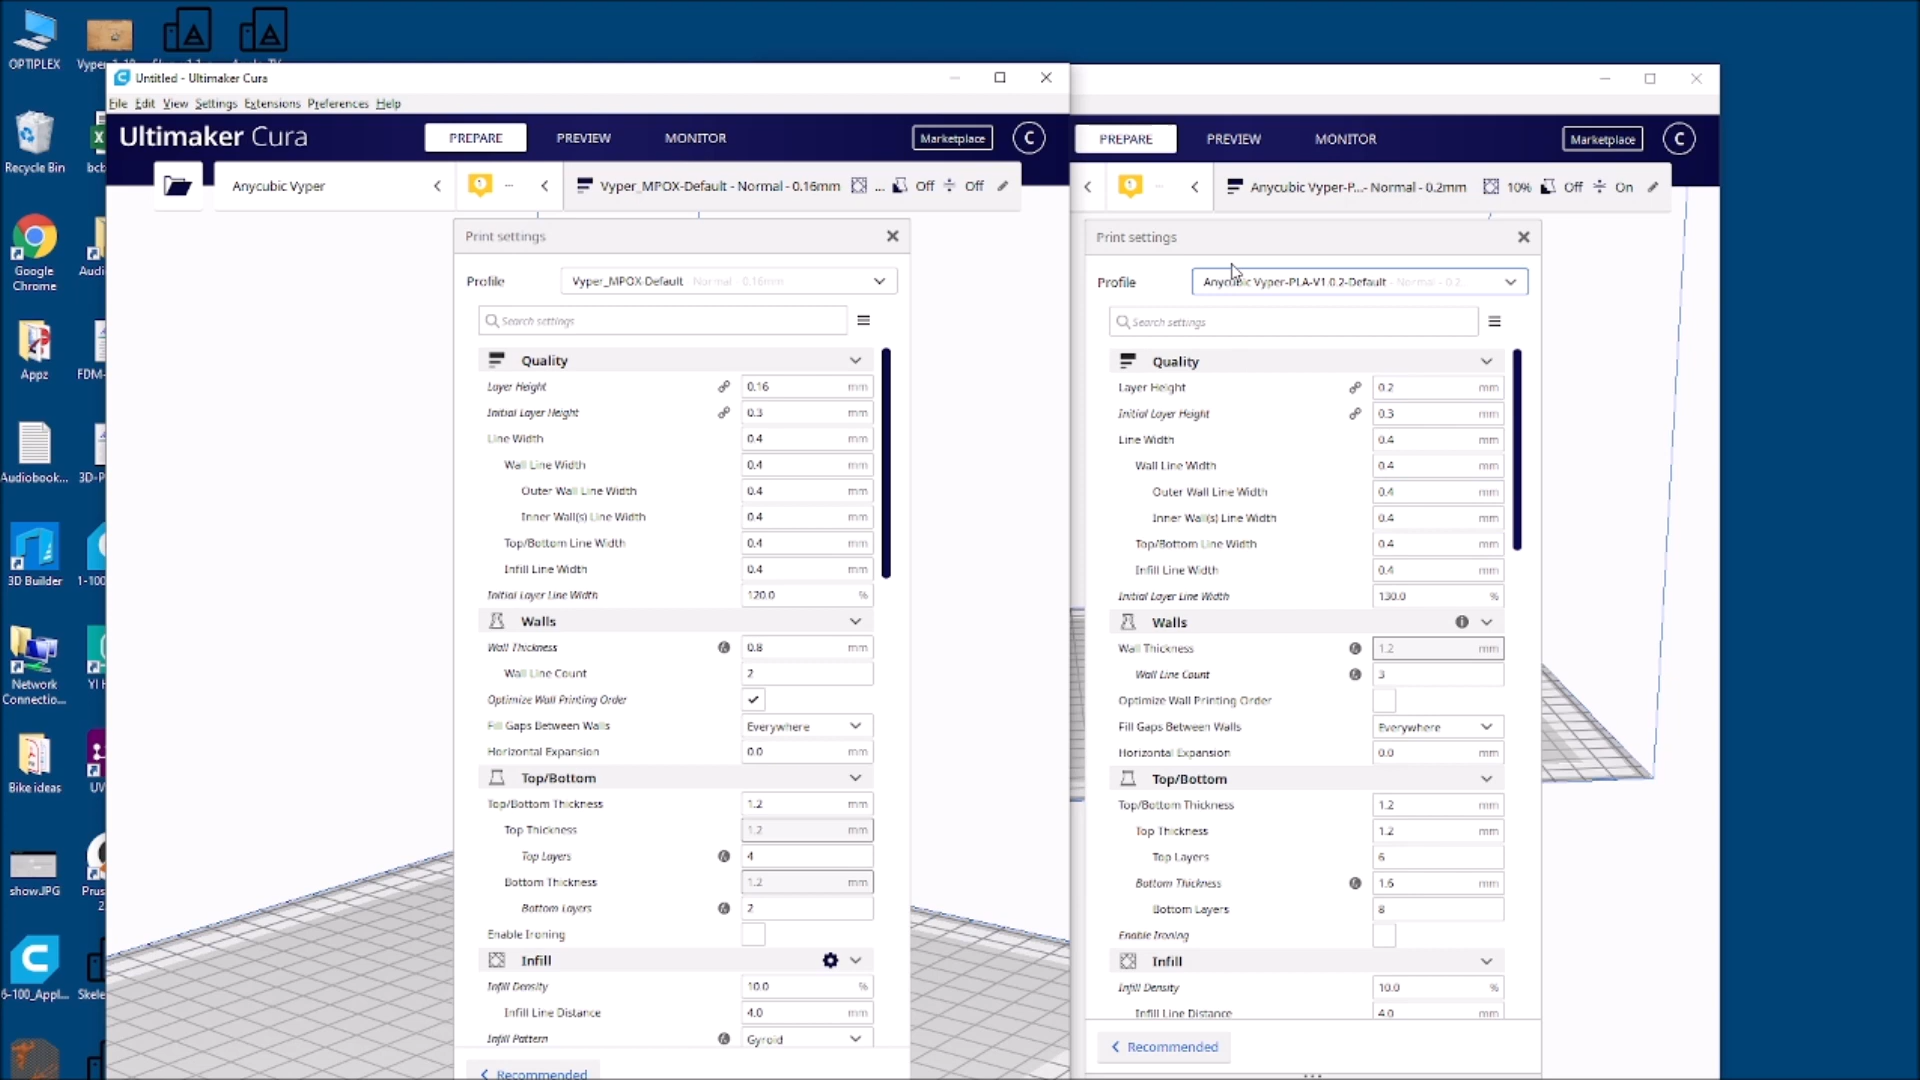 OPTIPLEX
Recycle Bin
Google
Chrome
Appz
Audiobook...
3D Builder
Network
Connectio...
Bike ideas
show.JPG
6-100_Appl...
Untitled - Ultimaker Cura
File Edit View Settings Extensions Preferences Help
Ultimaker Cura
PREPARE PREVIEW MONITOR
Marketplace C
Anycubic Vyper
Vyper_MPOX-Default - Normal - 0.16mm ... Off Off
Print settings
Profile Vyper_MPOX-Default - Normal - 0.16mm
Search settings
Quality
Layer Height 0.16 mm
Initial Layer Height 0.3 mm
Line Width 0.4 mm
Wall Line Width 0.4 mm
Outer Wall Line Width 0.4 mm
Inner Wall(s) Line Width 0.4 mm
Top/Bottom Line Width 0.4 mm
Infill Line Width 0.4 mm
Initial Layer Line Width 120.0 %
Walls
Wall Thickness 0.8 mm
Wall Line Count 2
Optimize Wall Printing Order
Fill Gaps Between Walls Everywhere
Horizontal Expansion 0.0 mm
Top/Bottom
Top/Bottom Thickness 1.2 mm
Top Thickness 1.2 mm
Top Layers 4
Bottom Thickness 1.2 mm
Bottom Layers 2
Enable Ironing
Infill
Infill Density 10.0 %
Infill Line Distance 4.0 mm
Infill Pattern Gyroid
Recommended
PREPARE PREVIEW MONITOR
Marketplace C
Anycubic Vyper-P...- Normal - 0.2mm 10% Off On
Print settings
Profile Anycubic Vyper-PLA-V1.0.2-Default - Normal - 0.2
Search settings
Quality
Layer Height 0.2 mm
Initial Layer Height 0.3 mm
Line Width 0.4 mm
Wall Line Width 0.4 mm
Outer Wall Line Width 0.4 mm
Inner Wall(s) Line Width 0.4 mm
Top/Bottom Line Width 0.4 mm
Infill Line Width 0.4 mm
Initial Layer Line Width 130.0 %
Walls
Wall Thickness 1.2 mm
Wall Line Count 3
Optimize Wall Printing Order
Fill Gaps Between Walls Everywhere
Horizontal Expansion 0.0 mm
Top/Bottom
Top/Bottom Thickness 1.2 mm
Top Thickness 1.2 mm
Top Layers 6
Bottom Thickness 1.6 mm
Bottom Layers 8
Enable Ironing
Infill
Infill Density 10.0 %
Infill Line Distance 4.0 mm
Recommended